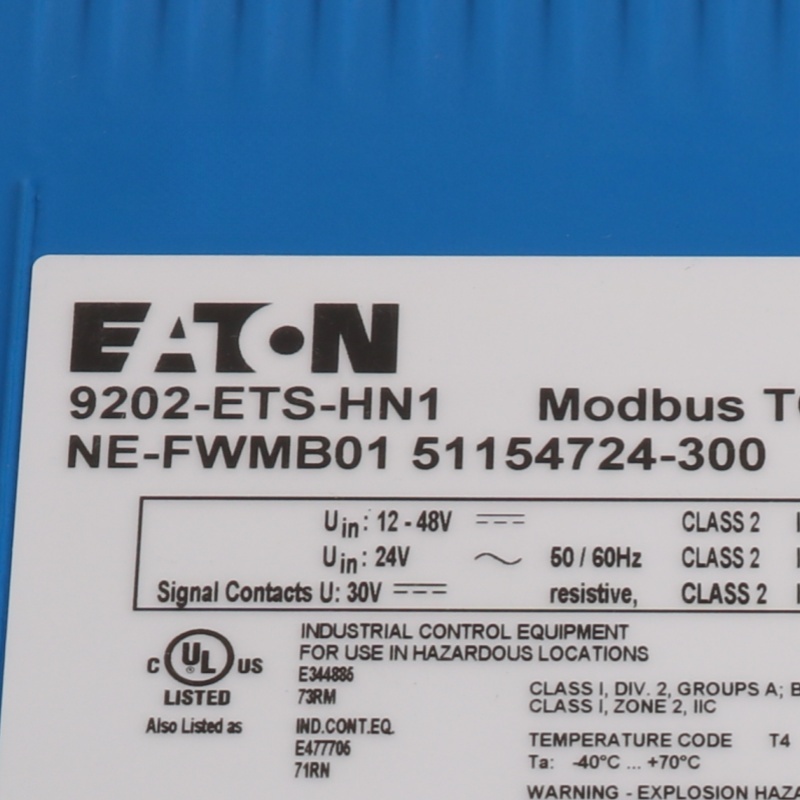 EATON
9202-ETS-HN1 Modbus
NE-FWMB01 51154724-300
Uin: 12 - 48V CLASS 2
Uin: 24V 50 / 60Hz CLASS 2
Signal Contacts U: 30V resistive, CLASS 2
C UL US
LISTED
Also Listed as
INDUSTRIAL CONTROL EQUIPMENT
FOR USE IN HAZARDOUS LOCATIONS
E344885
73RM
IND.CONT.EQ.
E477706
71RN
CLASS I, DIV. 2, GROUPS A;
CLASS I, ZONE 2, IIC
TEMPERATURE CODE T4
Ta: -40°C ... +70°C
WARNING - EXPLOSION